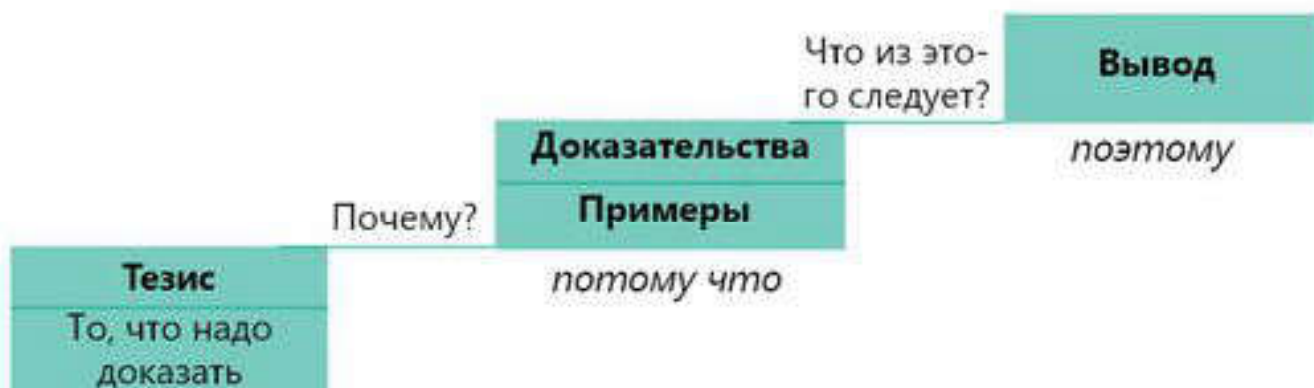 Тезис
То, что надо
доказать
Почему?
Доказательства
Примеры
потому что
Что из это-
го следует?
Вывод
поэтому